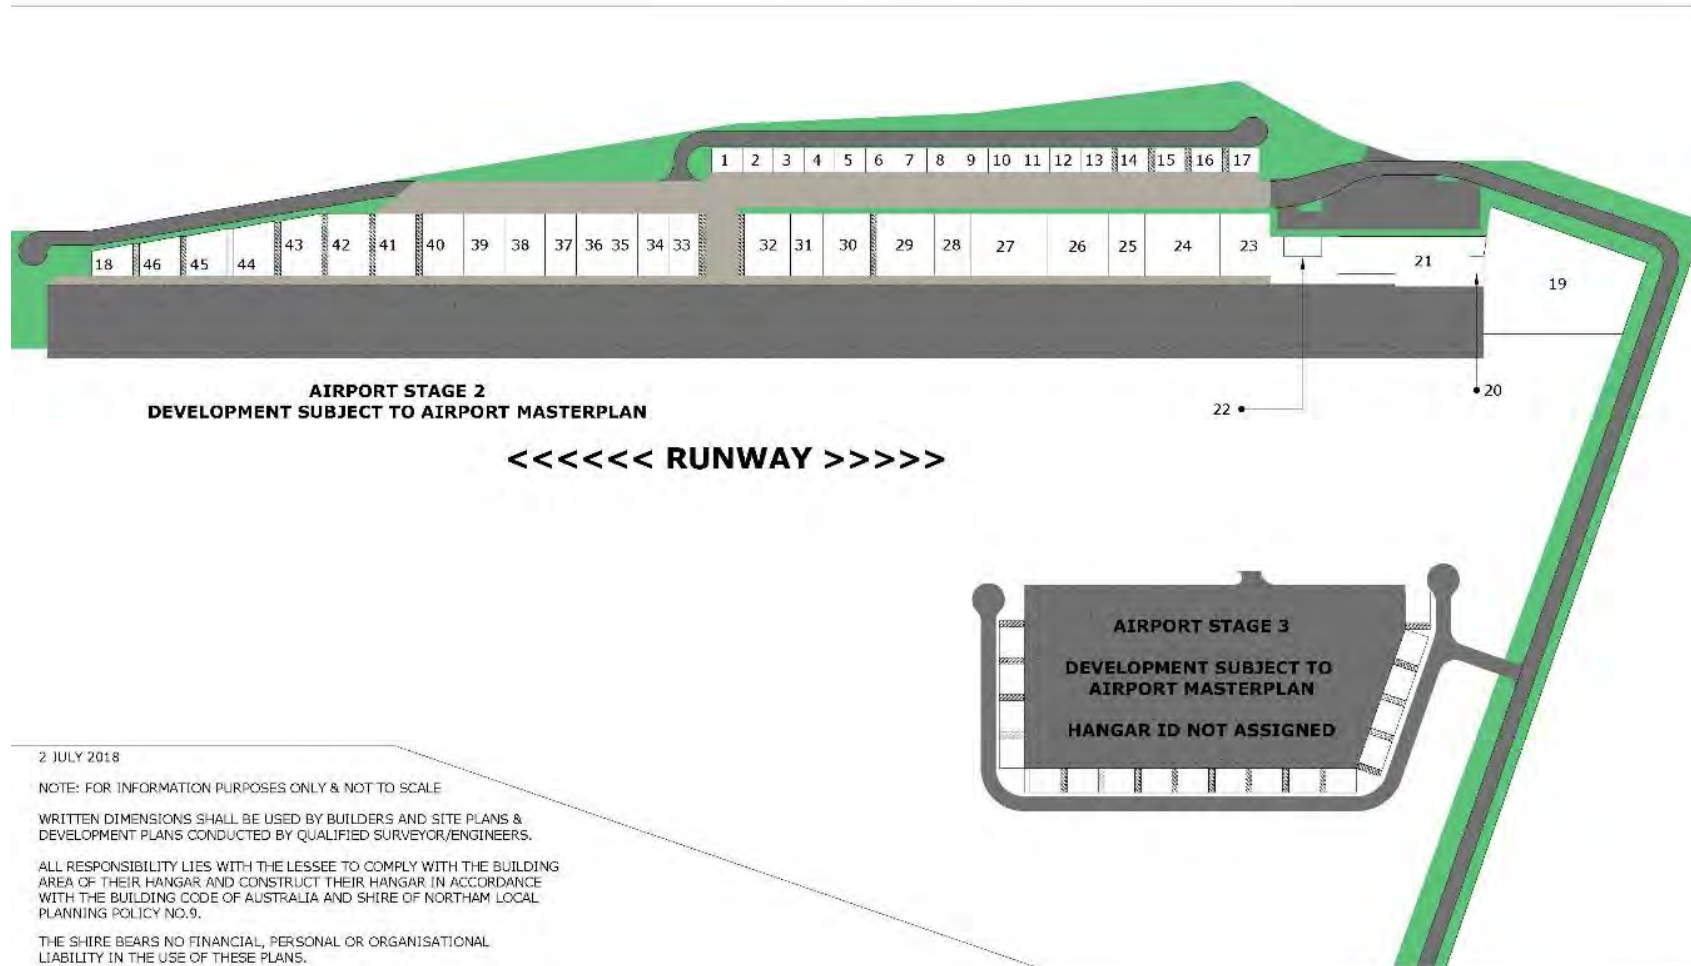 1 2 3 4 5 6 7 8 9 10 11 12 13 14 15 16 17
18 46 45 44 43 42 41 40 39 38 37 36 35 34 33 32 31 30 29 28 27 26 25 24 23 21 19
20
22
AIRPORT STAGE 2
DEVELOPMENT SUBJECT TO AIRPORT MASTERPLAN
<<<<<< RUNWAY >>>>>
AIRPORT STAGE 3
DEVELOPMENT SUBJECT TO
AIRPORT MASTERPLAN
HANGAR ID NOT ASSIGNED
2 JULY 2018
NOTE: FOR INFORMATION PURPOSES ONLY & NOT TO SCALE
WRITTEN DIMENSIONS SHALL BE USED BY BUILDERS AND SITE PLANS &
DEVELOPMENT PLANS CONDUCTED BY QUALIFIED SURVEYOR/ENGINEERS.
ALL RESPONSIBILITY LIES WITH THE LESSEE TO COMPLY WITH THE BUILDING
AREA OF THEIR HANGAR AND CONSTRUCT THEIR HANGAR IN ACCORDANCE
WITH THE BUILDING CODE OF AUSTRALIA AND SHIRE OF NORTHAM LOCAL
PLANNING POLICY NO.9.
THE SHIRE BEARS NO FINANCIAL, PERSONAL OR ORGANISATIONAL
LIABILITY IN THE USE OF THESE PLANS.